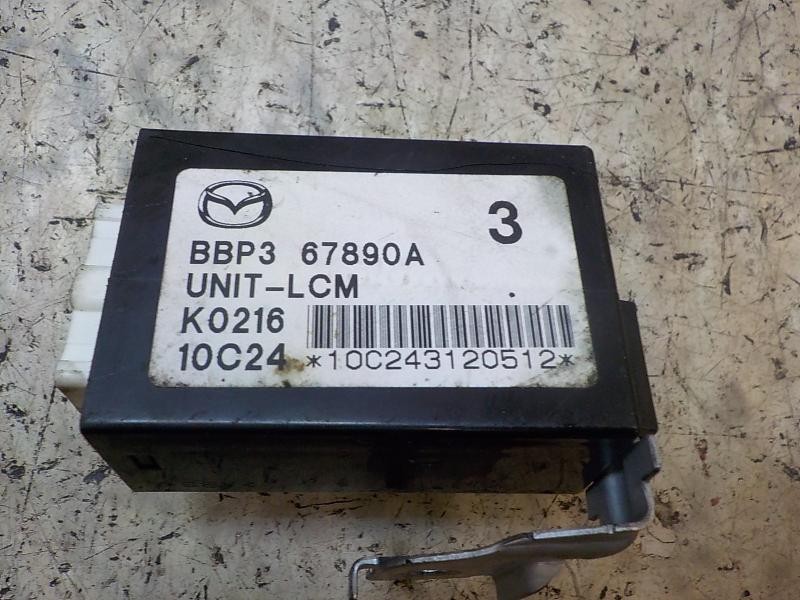 3
BBP3 67890A
UNIT-LCM
K0216
10C24 *10C243120512*